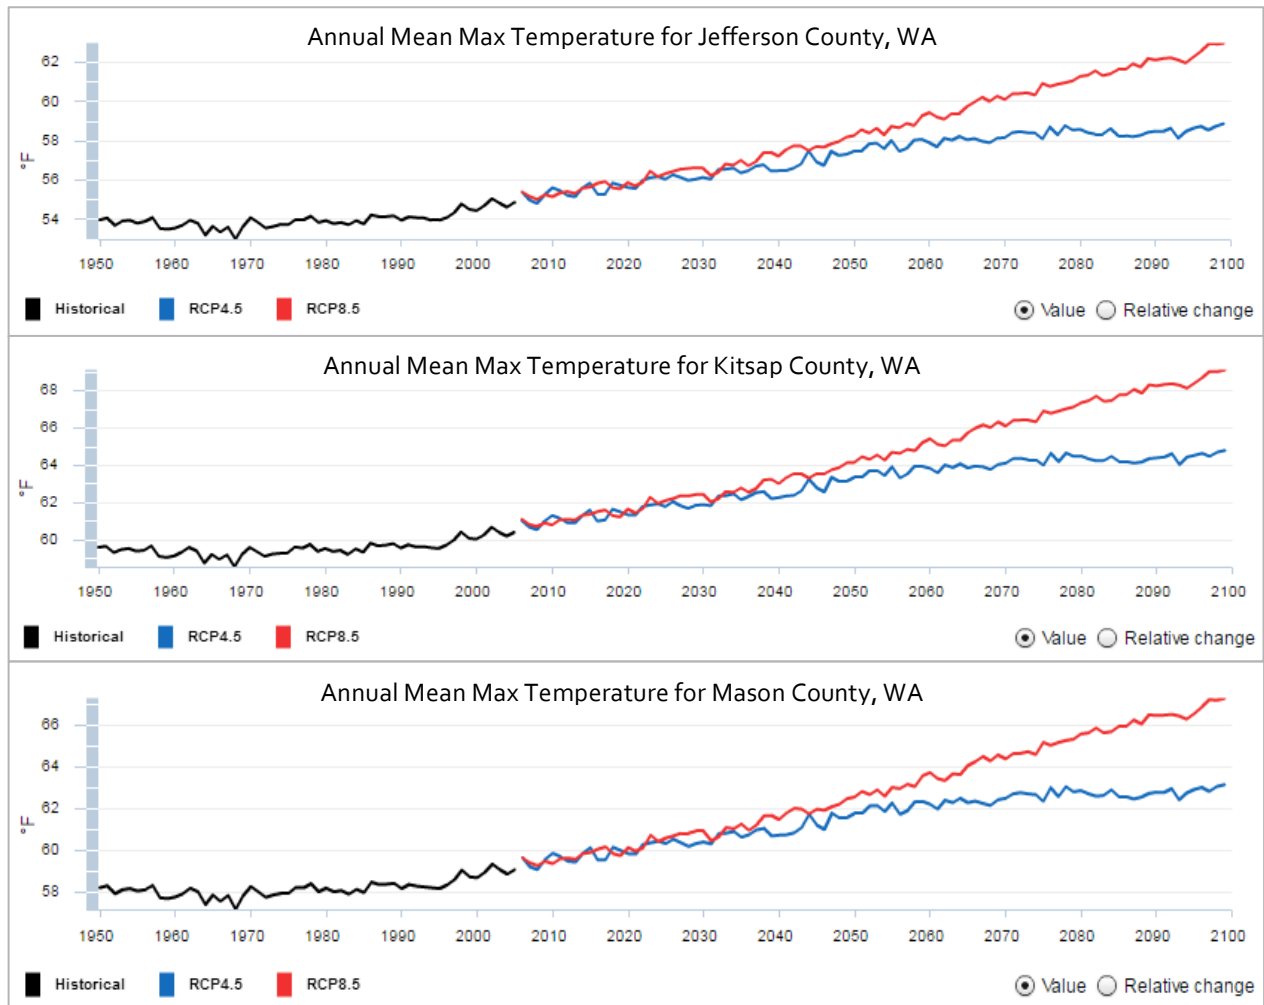 Annual Mean Max Temperature for Jefferson County, WA
62
60
58
56
54
°F
1950 1960 1970 1980 1990 2000 2010 2020 2030 2040 2050 2060 2070 2080 2090 2100
Historical RCP4.5 RCP8.5 Value Relative change
Annual Mean Max Temperature for Kitsap County, WA
68
66
64
62
60
°F
1950 1960 1970 1980 1990 2000 2010 2020 2030 2040 2050 2060 2070 2080 2090 2100
Historical RCP4.5 RCP8.5 Value Relative change
Annual Mean Max Temperature for Mason County, WA
66
64
62
60
58
°F
1950 1960 1970 1980 1990 2000 2010 2020 2030 2040 2050 2060 2070 2080 2090 2100
Historical RCP4.5 RCP8.5 Value Relative change